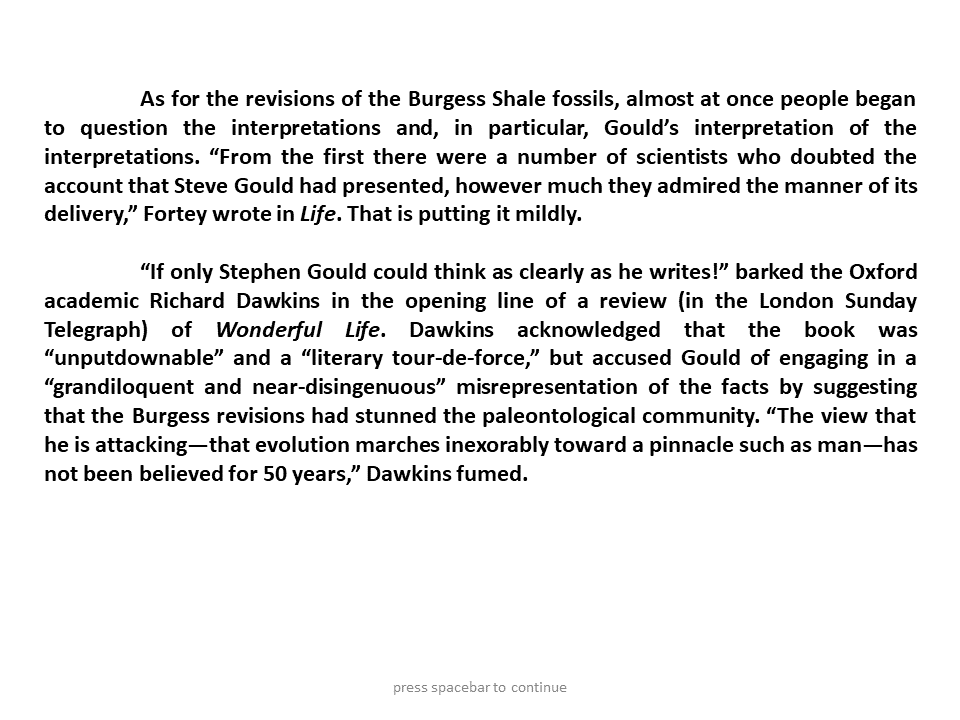 As for the revisions of the Burgess Shale fossils, almost at once people began
to question the interpretations and, in particular, Gould’s interpretation of the
interpretations. “From the first there were a number of scientists who doubted the
account that Steve Gould had presented, however much they admired the manner of its
delivery,” Fortey wrote in Life. That is putting it mildly.
“If only Stephen Gould could think as clearly as he writes!” barked the Oxford
academic Richard Dawkins in the opening line of a review (in the London Sunday
Telegraph) of Wonderful Life. Dawkins acknowledged that the book was
“unputdownable” and a “literary tour-de-force,” but accused Gould of engaging in a
“grandiloquent and near-disingenuous” misrepresentation of the facts by suggesting
that the Burgess revisions had stunned the paleontological community. “The view that
he is attacking—that evolution marches inexorably toward a pinnacle such as man—has
not been believed for 50 years,” Dawkins fumed.
press spacebar to continue